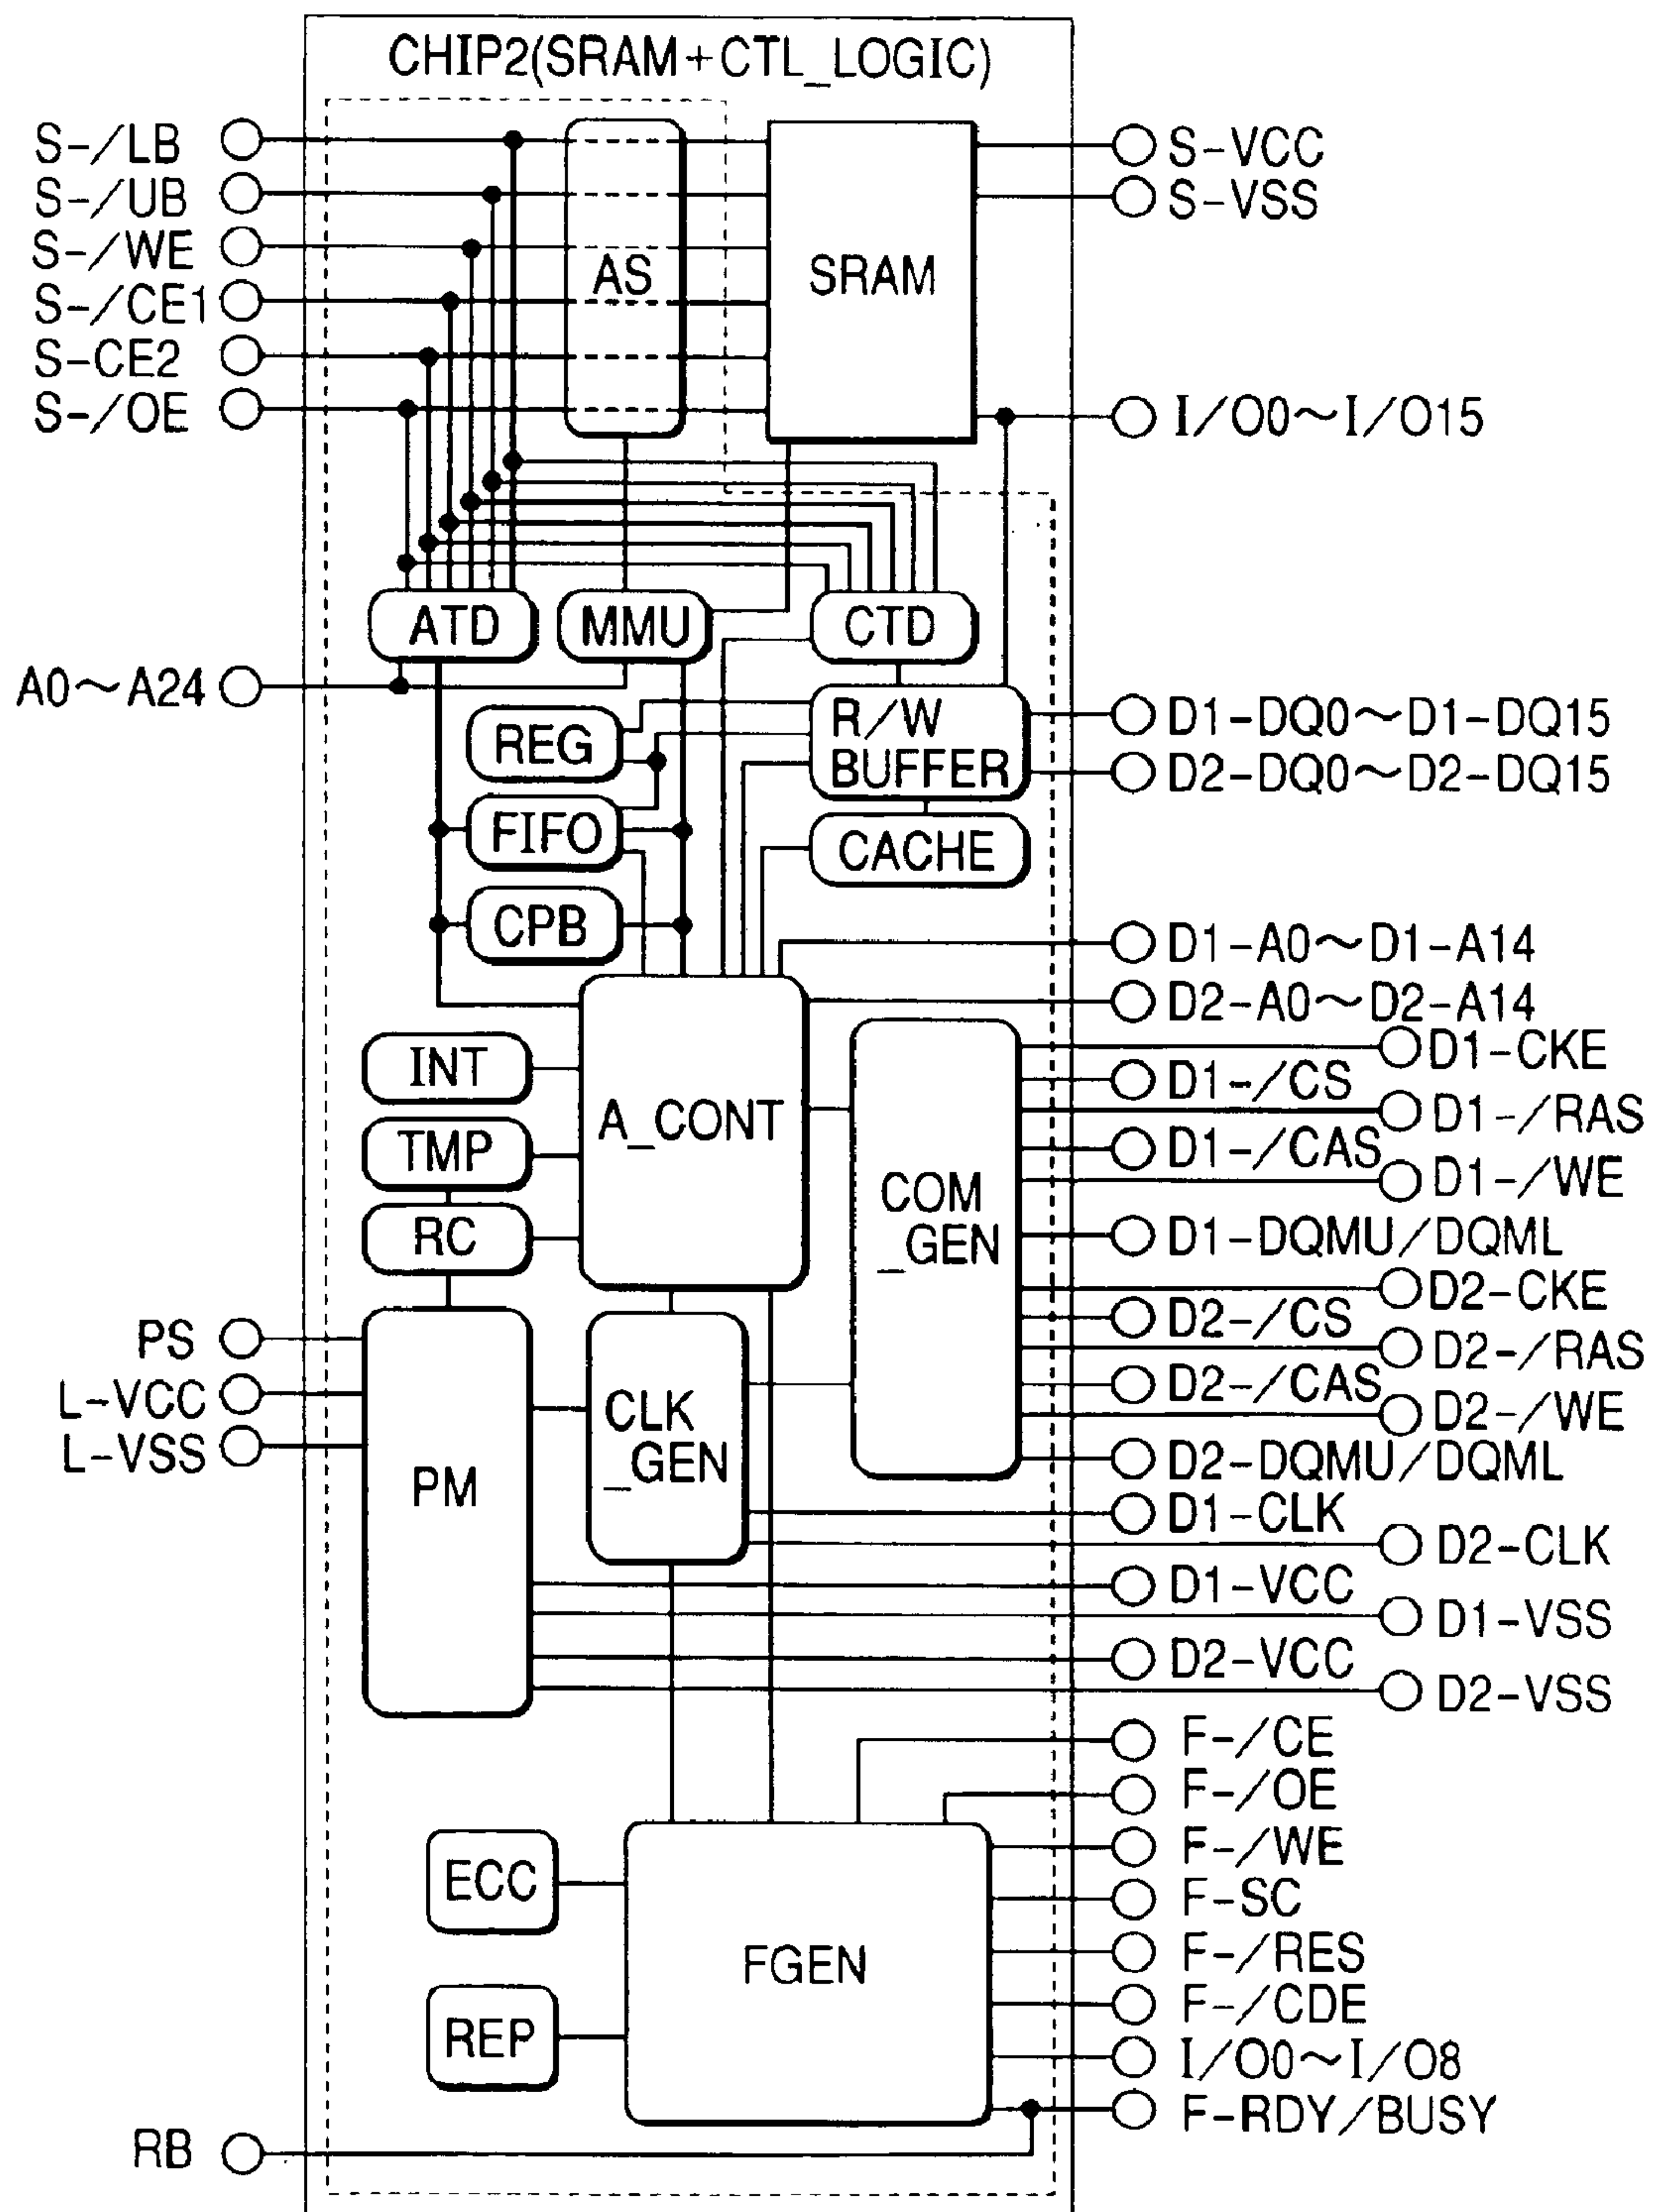 CHIP2(SRAM+CTL_LOGIC)
S-/LB
S-/UB
S-/WE
S-/CE1
S-CE2
S-/OE
AS
SRAM
S-VCC
S-VSS
I/O0～I/O15
ATD
MMU
CTD
A0～A24
REG
R/W
BUFFER
D1-DQ0～D1-DQ15
D2-DQ0～D2-DQ15
FIFO
CACHE
CPB
D1-A0～D1-A14
D2-A0～D2-A14
INT
TMP
RC
A_CONT
COM
_GEN
D1-CKE
D1-/CS
D1-/RAS
D1-/CAS
D1-/WE
D1-DQMU/DQML
D2-CKE
D2-/CS
D2-/RAS
D2-/CAS
D2-/WE
D2-DQMU/DQML
PS
L-VCC
L-VSS
PM
CLK
_GEN
D1-CLK
D2-CLK
D1-VCC
D1-VSS
D2-VCC
D2-VSS
F-/CE
F-/OE
F-/WE
F-SC
F-/RES
F-/CDE
I/O0～I/O8
F-RDY/BUSY
ECC
FGEN
REP
RB